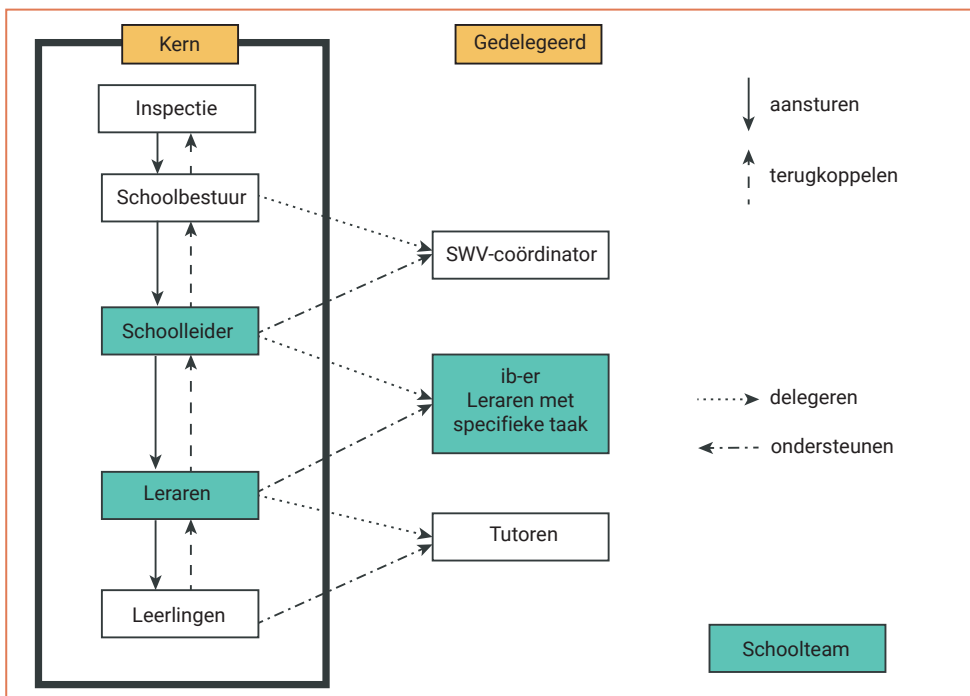 Kern
Gedelegeerd
Inspectie
aansturen
terugkoppelen
Schoolbestuur
SWV-coördinator
Schoolleider
ib-er
Leraren met
specifieke taak
delegeren
ondersteunen
Leraren
Tutoren
Leerlingen
Schoolteam